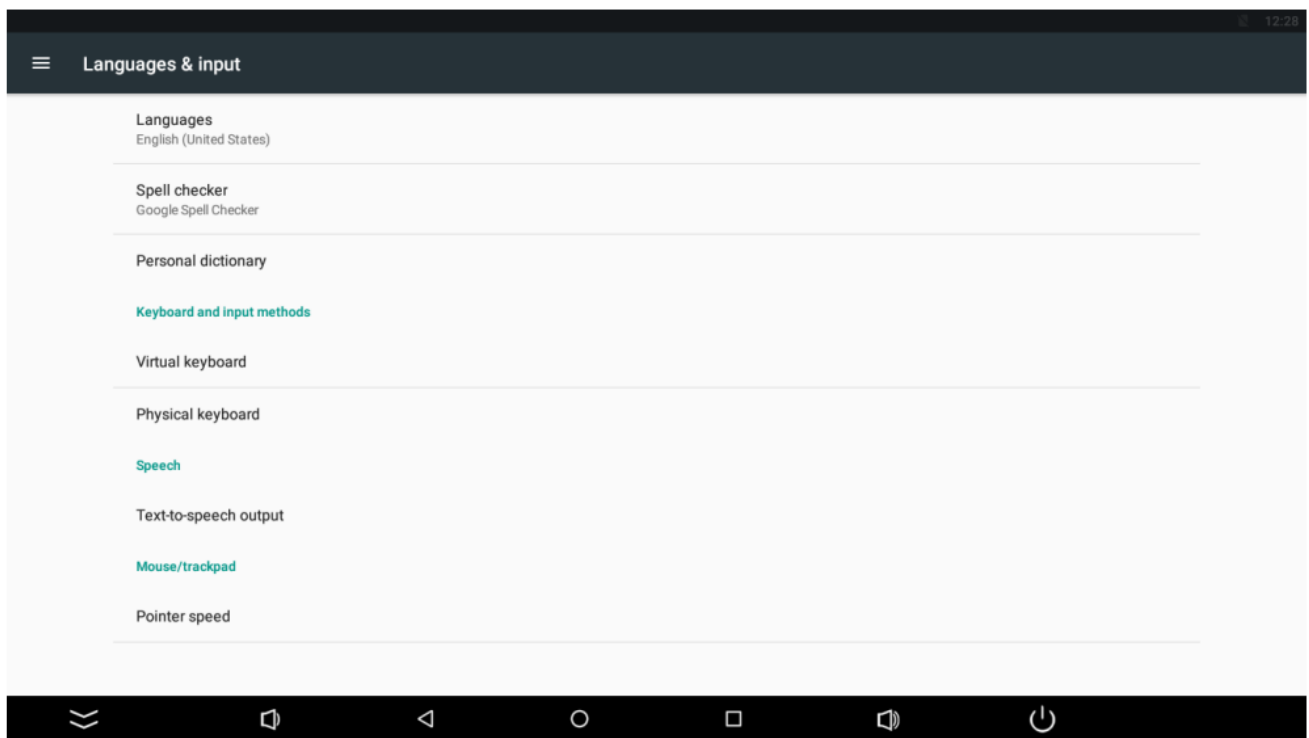 12:28
Languages & input
Languages
English (United States)
Spell checker
Google Spell Checker
Personal dictionary
Keyboard and input methods
Virtual keyboard
Physical keyboard
Speech
Text-to-speech output
Mouse/trackpad
Pointer speed